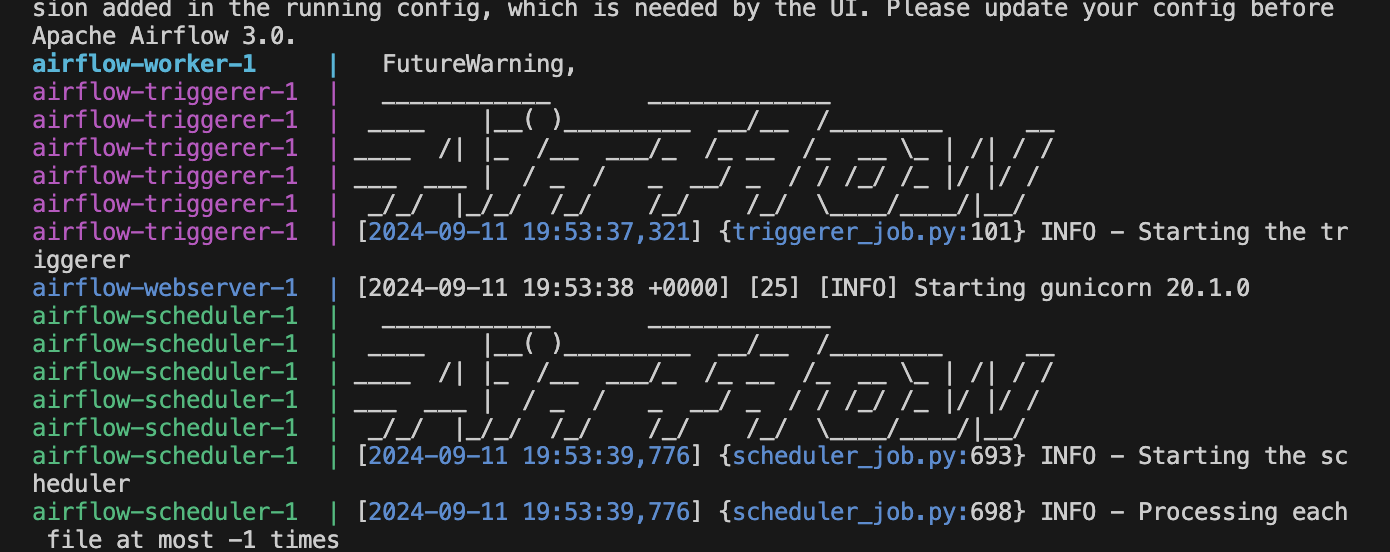 sion added in the running config, which is needed by the UI. Please update your config before
Apache Airflow 3.0.
airflow-worker-1     |   FutureWarning,
airflow-triggerer-1  |   ____________       _____________
airflow-triggerer-1  |  ____    |__( )_________  __/__  /________      __
airflow-triggerer-1  | ____  /| |_  /__  ___/_  /_ __  /_  __ \_ | /| / /
airflow-triggerer-1  | ___  ___ |  / _  /   _  __/ _  / / /_/ /_ |/ |/ /
airflow-triggerer-1  |  _/_/  |_/_/  /_/    /_/    /_/  \____/____/|__/
airflow-triggerer-1  | [2024-09-11 19:53:37,321] {triggerer_job.py:101} INFO - Starting the tr
iggerer
airflow-webserver-1  | [2024-09-11 19:53:38 +0000] [25] [INFO] Starting gunicorn 20.1.0
airflow-scheduler-1  |   ____________       _____________
airflow-scheduler-1  |  ____    |__( )_________  __/__  /________      __
airflow-scheduler-1  | ____  /| |_  /__  ___/_  /_ __  /_  __ \_ | /| / /
airflow-scheduler-1  | ___  ___ |  / _  /   _  __/ _  / / /_/ /_ |/ |/ /
airflow-scheduler-1  |  _/_/  |_/_/  /_/    /_/    /_/  \____/____/|__/
airflow-scheduler-1  | [2024-09-11 19:53:39,776] {scheduler_job.py:693} INFO - Starting the sc
heduler
airflow-scheduler-1  | [2024-09-11 19:53:39,776] {scheduler_job.py:698} INFO - Processing each
 file at most -1 times